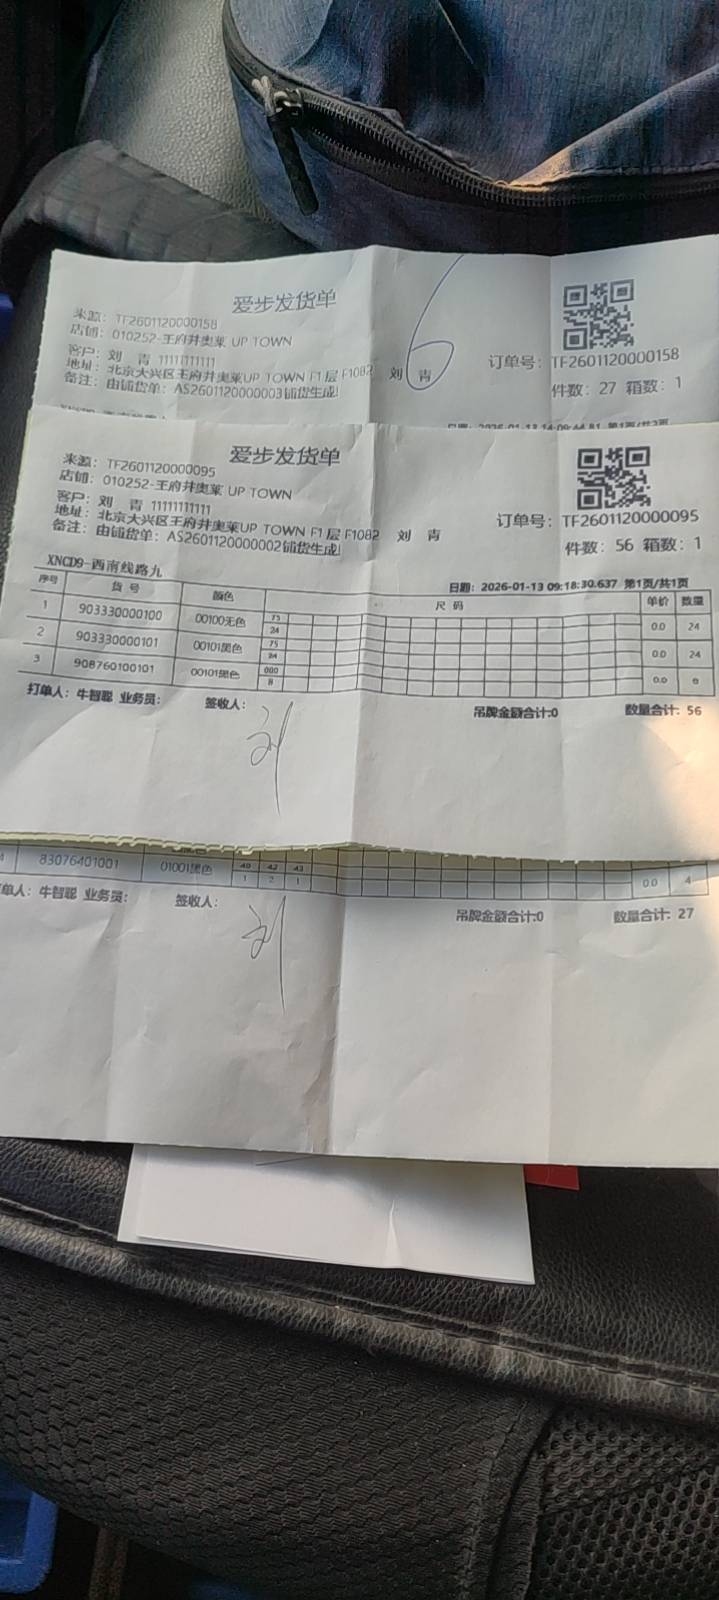 爱步发货单
来源: TF2601120000158
店铺: 010252-王府井奥莱 UP TOWN
客户: 刘 青 11111111111
地址: 北京大兴区王府井奥莱UP TOWN F1 层 F1082 刘 青
备注: 由铺货单: AS2601120000003铺货生成!
6
订单号: TF2601120000158
件数: 27 箱数: 1
爱步发货单
来源: TF2601120000095
店铺: 010252-王府井奥莱 UP TOWN
客户: 刘 青 11111111111
地址: 北京大兴区王府井奥莱UP TOWN F1 层 F1082 刘 青
备注: 由铺货单: AS2601120000002铺货生成!
订单号: TF2601120000095
件数: 56 箱数: 1
XNCD9-西南线路九
日期: 2026-01-13 09:18:30.637 第1页/共1页
序号 货号 颜色 尺码 单价 数量
75
1 903330000100 00100无色 24 0.0 24
75
2 903330000101 00101黑色 24 0.0 24
000
3 908760100101 00101黑色 8 0.0 8
打单人: 牛智聪 业务员: 签收人: 吊牌金额合计:0 数量合计: 56
刘
40 42 43
83076401001 01001黑色 1 2 1 0.0 4
单人: 牛智聪 业务员: 签收人: 吊牌金额合计:0 数量合计: 27
刘